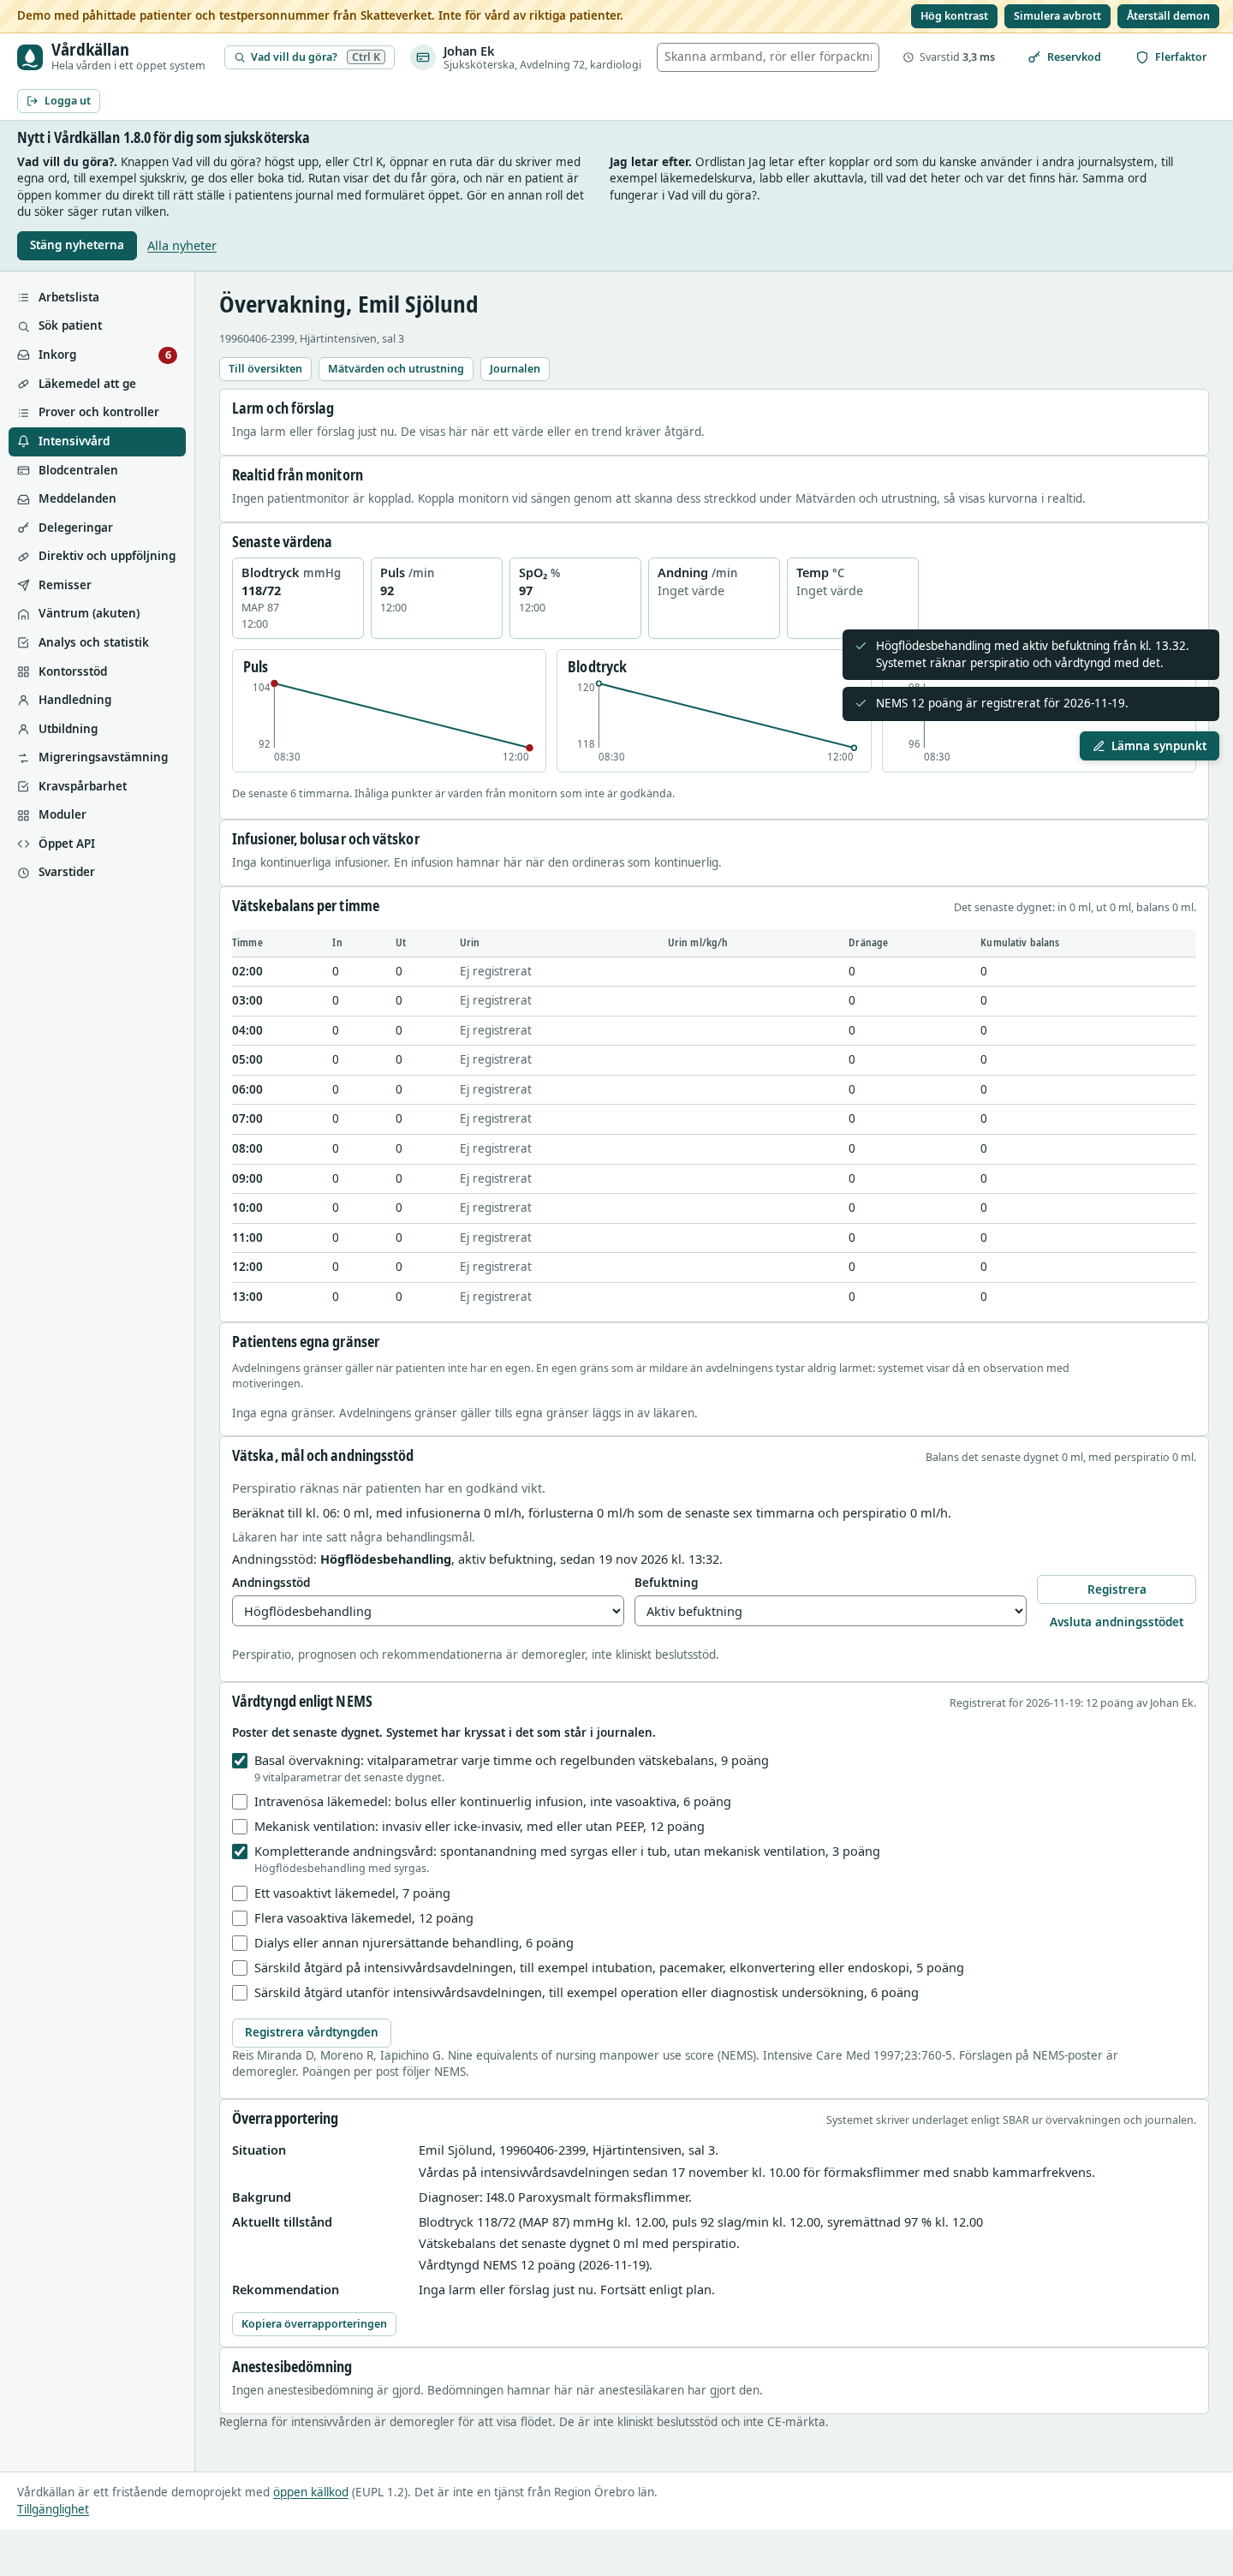 Demo med påhittade patienter och testpersonnummer från Skatteverket. Inte för vård av riktiga patienter.
Hög kontrast
Simulera avbrott
Återställ demon
Vårdkällan
Hela vården i ett öppet system
Vad vill du göra? Ctrl K
Johan Ek
Sjuksköterska, Avdelning 72, kardiologi
Skanna armband, rör eller förpackni
Svarstid 3,3 ms
Reservkod
Flerfaktor
Logga ut
Nytt i Vårdkällan 1.8.0 för dig som sjuksköterska
Vad vill du göra?. Knappen Vad vill du göra? högst upp, eller Ctrl K, öppnar en ruta där du skriver med
egna ord, till exempel sjukskriv, ge dos eller boka tid. Rutan visar det du får göra, och när en patient är
öppen kommer du direkt till rätt ställe i patientens journal med formuläret öppet. Gör en annan roll det
du söker säger rutan vilken.
Jag letar efter. Ordlistan Jag letar efter kopplar ord som du kanske använder i andra journalsystem, till
exempel läkemedelskurva, labb eller akuttavla, till vad det heter och var det finns här. Samma ord
fungerar i Vad vill du göra?.
Stäng nyheterna
Alla nyheter
Arbetslista
Sök patient
Inkorg 6
Läkemedel att ge
Prover och kontroller
Intensivvård
Blodcentralen
Meddelanden
Delegeringar
Direktiv och uppföljning
Remisser
Väntrum (akuten)
Analys och statistik
Kontorsstöd
Handledning
Utbildning
Migreringsavstämning
Kravspårbarhet
Moduler
Öppet API
Svarstider
Övervakning, Emil Sjölund
19960406-2399, Hjärtintensiven, sal 3
Till översikten
Mätvärden och utrustning
Journalen
Larm och förslag
Inga larm eller förslag just nu. De visas här när ett värde eller en trend kräver åtgärd.
Realtid från monitorn
Ingen patientmonitor är kopplad. Koppla monitorn vid sängen genom att skanna dess streckkod under Mätvärden och utrustning, så visas kurvorna i realtid.
Senaste värdena
Blodtryck mmHg
118/72
MAP 87
12:00
Puls /min
92
12:00
SpO₂ %
97
12:00
Andning /min
Inget värde
Temp °C
Inget värde
Puls
104
92
08:30
12:00
Blodtryck
120
118
08:30
12:00
98
96
08:30
Högflödesbehandling med aktiv befuktning från kl. 13.32.
Systemet räknar perspiratio och vårdtyngd med det.
NEMS 12 poäng är registrerat för 2026-11-19.
Lämna synpunkt
De senaste 6 timmarna. Ihåliga punkter är värden från monitorn som inte är godkända.
Infusioner, bolusar och vätskor
Inga kontinuerliga infusioner. En infusion hamnar här när den ordineras som kontinuerlig.
Vätskebalans per timme
Det senaste dygnet: in 0 ml, ut 0 ml, balans 0 ml.
Timme In Ut Urin Urin ml/kg/h Dränage Kumulativ balans
02:00 0 0 Ej registrerat 0 0
03:00 0 0 Ej registrerat 0 0
04:00 0 0 Ej registrerat 0 0
05:00 0 0 Ej registrerat 0 0
06:00 0 0 Ej registrerat 0 0
07:00 0 0 Ej registrerat 0 0
08:00 0 0 Ej registrerat 0 0
09:00 0 0 Ej registrerat 0 0
10:00 0 0 Ej registrerat 0 0
11:00 0 0 Ej registrerat 0 0
12:00 0 0 Ej registrerat 0 0
13:00 0 0 Ej registrerat 0 0
Patientens egna gränser
Avdelningens gränser gäller när patienten inte har en egen. En egen gräns som är mildare än avdelningens tystar aldrig larmet: systemet visar då en observation med
motiveringen.
Inga egna gränser. Avdelningens gränser gäller tills egna gränser läggs in av läkaren.
Vätska, mål och andningsstöd
Balans det senaste dygnet 0 ml, med perspiratio 0 ml.
Perspiratio räknas när patienten har en godkänd vikt.
Beräknat till kl. 06: 0 ml, med infusionerna 0 ml/h, förlusterna 0 ml/h som de senaste sex timmarna och perspiratio 0 ml/h.
Läkaren har inte satt några behandlingsmål.
Andningsstöd: Högflödesbehandling, aktiv befuktning, sedan 19 nov 2026 kl. 13:32.
Andningsstöd
Högflödesbehandling
Befuktning
Aktiv befuktning
Registrera
Avsluta andningsstödet
Perspiratio, prognosen och rekommendationerna är demoregler, inte kliniskt beslutsstöd.
Vårdtyngd enligt NEMS
Registrerat för 2026-11-19: 12 poäng av Johan Ek.
Poster det senaste dygnet. Systemet har kryssat i det som står i journalen.
Basal övervakning: vitalparametrar varje timme och regelbunden vätskebalans, 9 poäng
9 vitalparametrar det senaste dygnet.
Intravenösa läkemedel: bolus eller kontinuerlig infusion, inte vasoaktiva, 6 poäng
Mekanisk ventilation: invasiv eller icke-invasiv, med eller utan PEEP, 12 poäng
Kompletterande andningsvård: spontanandning med syrgas eller i tub, utan mekanisk ventilation, 3 poäng
Högflödesbehandling med syrgas.
Ett vasoaktivt läkemedel, 7 poäng
Flera vasoaktiva läkemedel, 12 poäng
Dialys eller annan njurersättande behandling, 6 poäng
Särskild åtgärd på intensivvårdsavdelningen, till exempel intubation, pacemaker, elkonvertering eller endoskopi, 5 poäng
Särskild åtgärd utanför intensivvårdsavdelningen, till exempel operation eller diagnostisk undersökning, 6 poäng
Registrera vårdtyngden
Reis Miranda D, Moreno R, Iapichino G. Nine equivalents of nursing manpower use score (NEMS). Intensive Care Med 1997;23:760-5. Förslagen på NEMS-poster är
demoregler. Poängen per post följer NEMS.
Överrapportering
Systemet skriver underlaget enligt SBAR ur övervakningen och journalen.
Situation
Emil Sjölund, 19960406-2399, Hjärtintensiven, sal 3.
Vårdas på intensivvårdsavdelningen sedan 17 november kl. 10.00 för förmaksflimmer med snabb kammarfrekvens.
Bakgrund
Diagnoser: I48.0 Paroxysmalt förmaksflimmer.
Aktuellt tillstånd
Blodtryck 118/72 (MAP 87) mmHg kl. 12.00, puls 92 slag/min kl. 12.00, syremättnad 97 % kl. 12.00
Vätskebalans det senaste dygnet 0 ml med perspiratio.
Vårdtyngd NEMS 12 poäng (2026-11-19).
Rekommendation
Inga larm eller förslag just nu. Fortsätt enligt plan.
Kopiera överrapporteringen
Anestesibedömning
Ingen anestesibedömning är gjord. Bedömningen hamnar här när anestesiläkaren har gjort den.
Reglerna för intensivvården är demoregler för att visa flödet. De är inte kliniskt beslutsstöd och inte CE-märkta.
Vårdkällan är ett fristående demoprojekt med öppen källkod (EUPL 1.2). Det är inte en tjänst från Region Örebro län.
Tillgänglighet